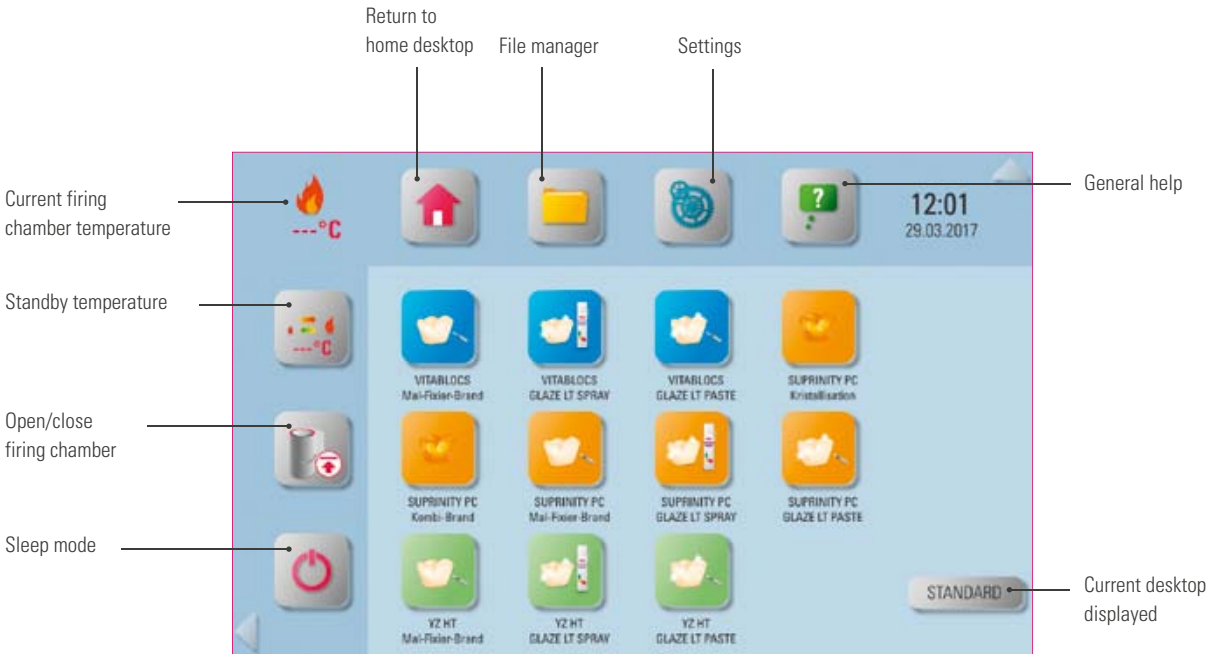 Return to
home desktop
File manager
Settings
Current firing
chamber temperature
General help
---°C
?
12:01
29.03.2017
Standby temperature
---°C
VITABLOCS
Mal-Fixier-Brand
VITABLOCS
GLAZE LT SPRAY
VITABLOCS
GLAZE LT PASTE
SUPRINITY PC
Kristallisation
Open/close
firing chamber
SUPRINITY PC
Kombi-Brand
SUPRINITY PC
Mal-Fixier-Brand
SUPRINITY PC
GLAZE LT SPRAY
SUPRINITY PC
GLAZE LT PASTE
Sleep mode
YZ HT
Mal-Fixier-Brand
YZ HT
GLAZE LT SPRAY
YZ HT
GLAZE LT PASTE
STANDARD
Current desktop
displayed